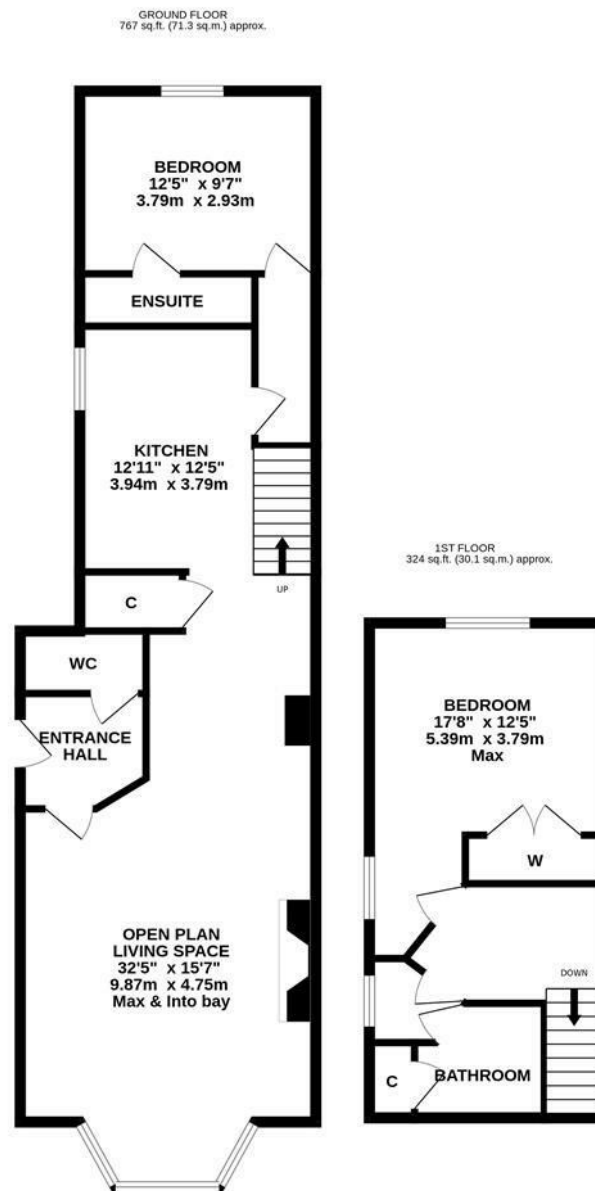 GROUND FLOOR
767 sq.ft. (71.3 sq.m.) approx.
BEDROOM
12'5" x 9'7"
3.79m x 2.93m
ENSUITE
KITCHEN
12'11" x 12'5"
3.94m x 3.79m
UP
C
WC
ENTRANCE
HALL
OPEN PLAN
LIVING SPACE
32'5" x 15'7"
9.87m x 4.75m
Max & Into bay
1ST FLOOR
324 sq.ft. (30.1 sq.m.) approx.
BEDROOM
17'8" x 12'5"
5.39m x 3.79m
Max
W
DOWN
C
BATHROOM